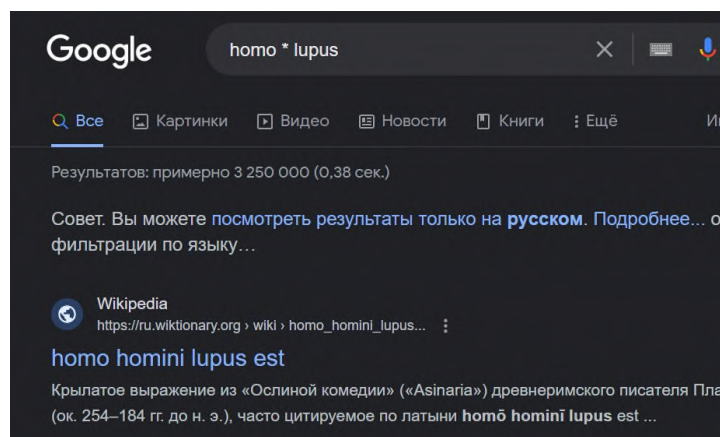 Google
homo * lupus
Все Картинки Видео Новости Книги Ещё
Результатов: примерно 3 250 000 (0,38 сек.)
Совет. Вы можете посмотреть результаты только на русском. Подробнее... о
фильтрации по языку…
Wikipedia
https://ru.wiktionary.org › wiki › homo_homini_lupus...
homo homini lupus est
Крылатое выражение из «Ослиной комедии» («Asinaria») древнеримского писателя Пла
(ок. 254–184 гг. до н. э.), часто цитируемое по латыни homō hominī lupus est ...